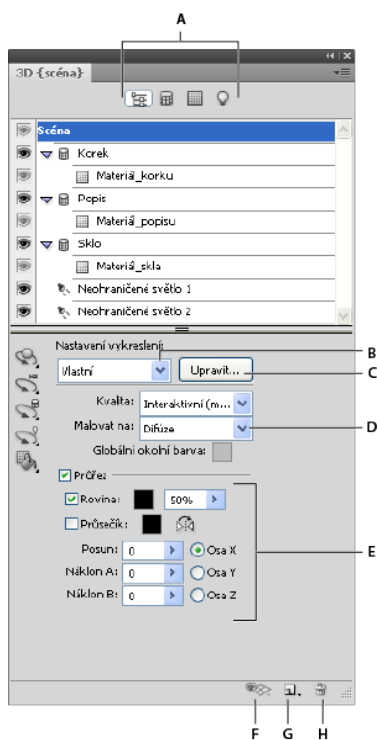 A
3D {scéna}
Scéna
Korek
Materiál_korku
Popis
Materiál_popisu
Sklo
Materiál_skla
Neohraničené světlo 1
Neohraničené světlo 2
Nastavení vykreslení:
Vlastní
Upravit...
B
C
Kvalita: Interaktivní (m...
Malovat na: Difúze
D
Globální okolní barva:
Průřez
Rovina: 50%
Průsečík:
E
Posun: 0 Osa X
Náklon A: 0 Osa Y
Náklon B: 0 Osa Z
F G H